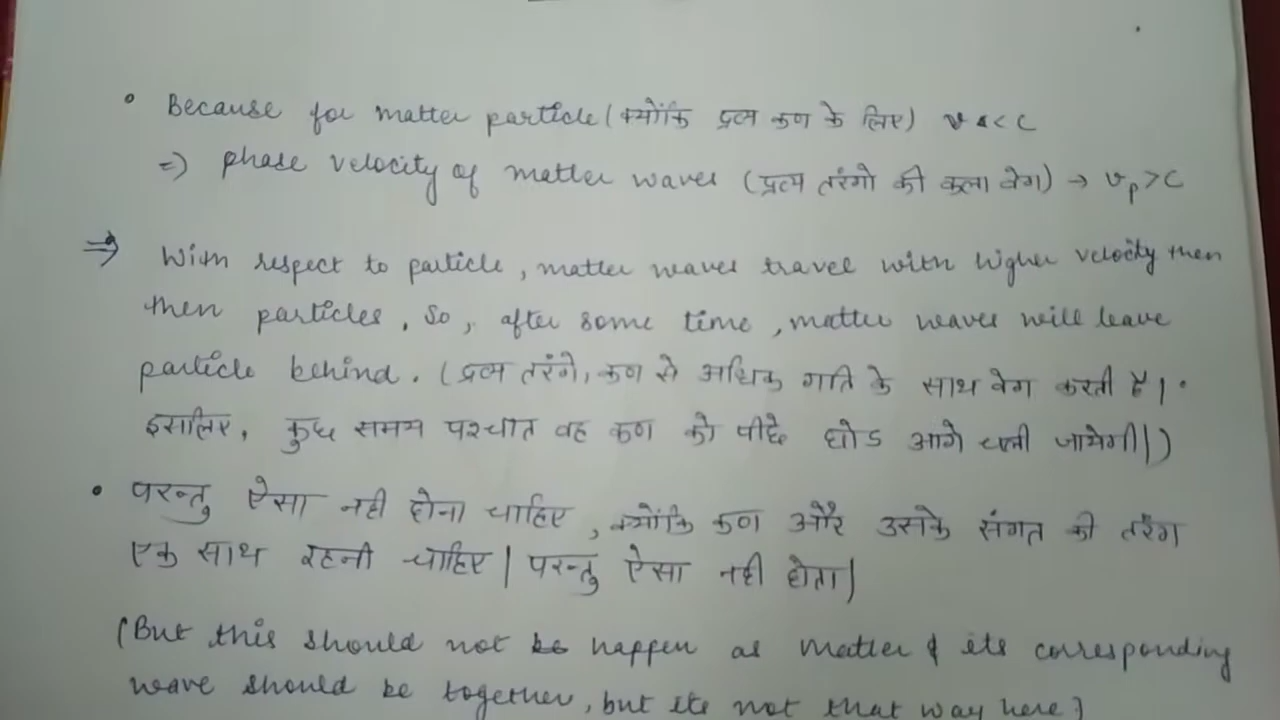 • Because for matter particle (क्योंकि द्रव्य कण के लिए) v << c
=> phase velocity of matter waves (द्रव्य तरंगो की कला वेग) → vₚ > c
⇒ With respect to particle, matter waves travel with higher velocity then
then particles, So, after some time, matter waves will leave
particle behind. (द्रव्य तरंगे, कण से अधिक गति के साथ वेग करती है।
इसलिए, कुछ समय पश्चात वह कण को पीछे छोड आगे चली जायेगी।)
• परन्तु ऐसा नही होना चाहिए, क्योंकि कण और उसके संगत की तरंग
एक साथ रहनी चाहिए। परन्तु ऐसा नही होता।
(But this should not happen as matter & its corresponding
wave should be together, but its not that way here)